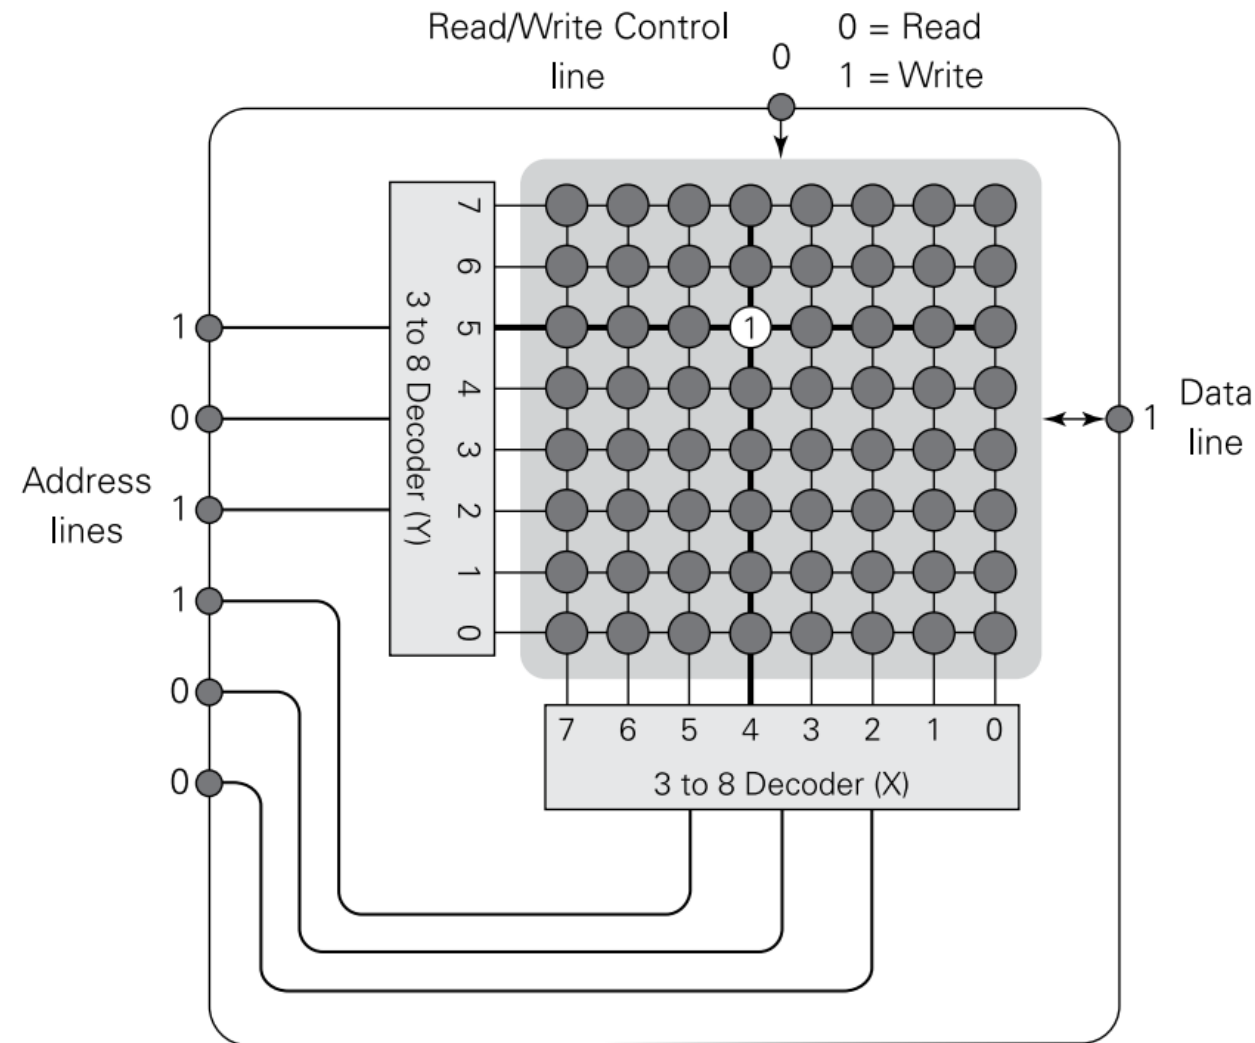 Read/Write Control
line
0
0 = Read
1 = Write
7
6
5
4
3
2
1
0
3 to 8 Decoder (Y)
1
1
0
1
1
0
0
Address
lines
1
Data
line
7 6 5 4 3 2 1 0
3 to 8 Decoder (X)